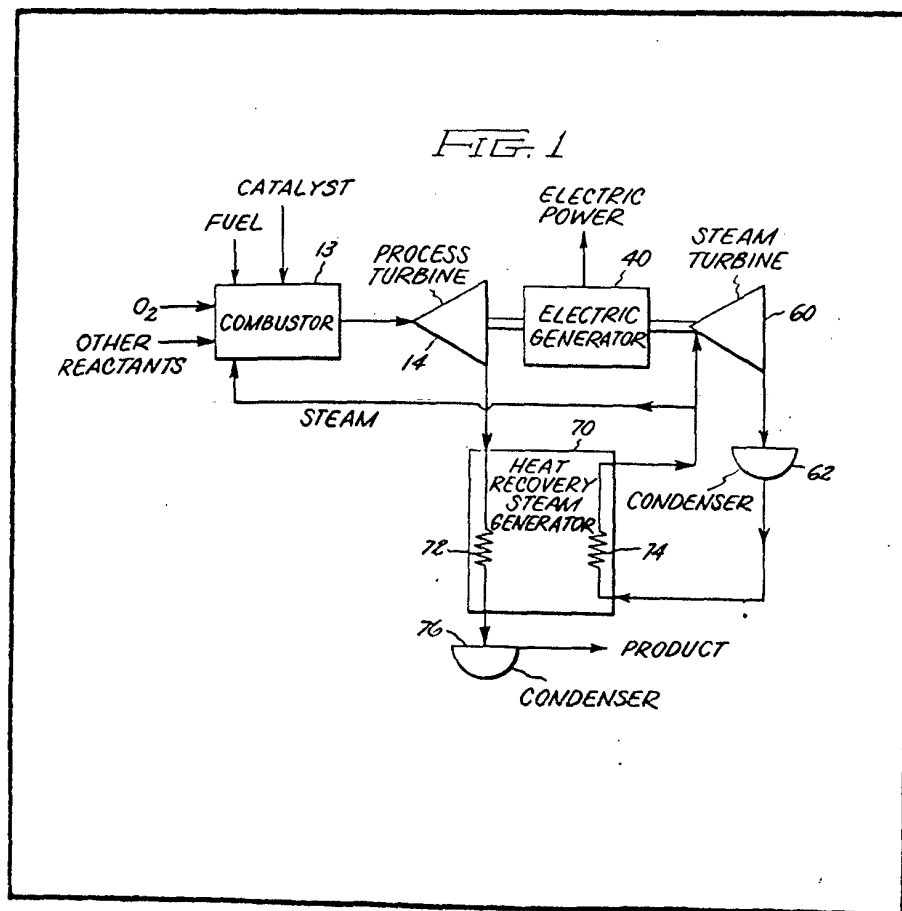 FIG. 1
CATALYST
FUEL
13
O2
OTHER
REACTANTS
COMBUSTOR
PROCESS
TURBINE
14
ELECTRIC
POWER
40
ELECTRIC
GENERATOR
STEAM
TURBINE
60
STEAM
70
HEAT
RECOVERY
STEAM
GENERATOR
72
74
CONDENSER
62
76
PRODUCT
CONDENSER